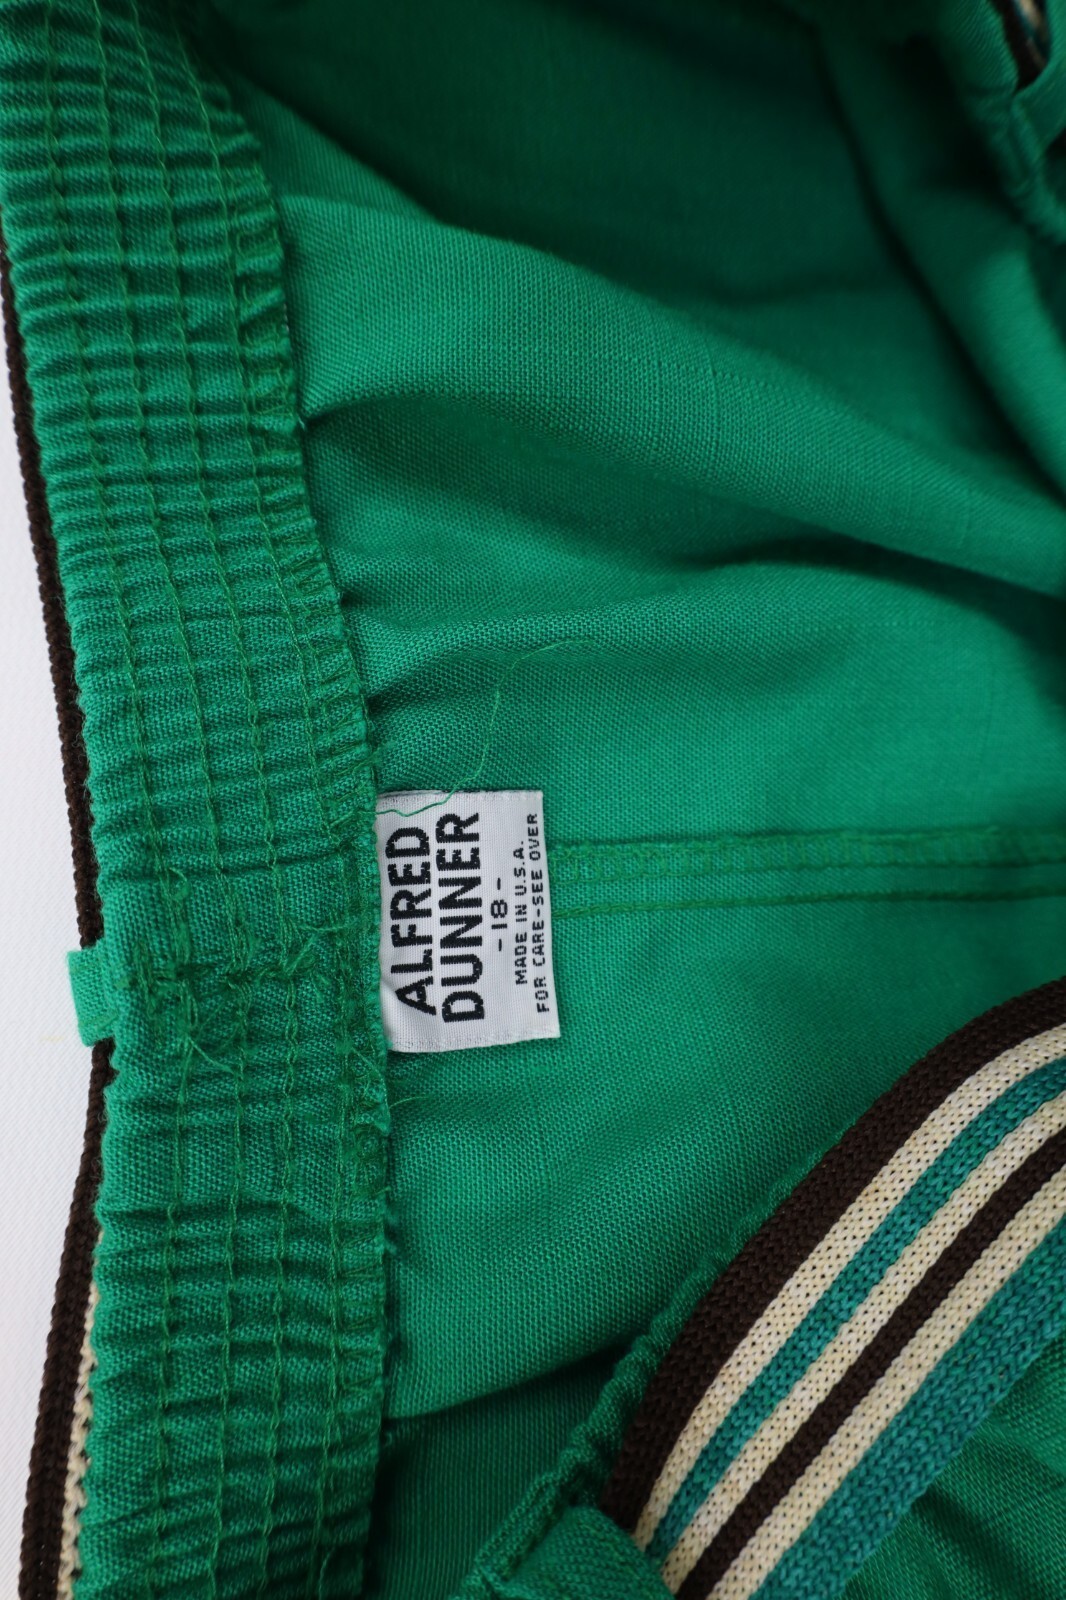 ALFRED
DUNNER
-18-
MADE IN U.S.A.
FOR CARE-SEE OVER